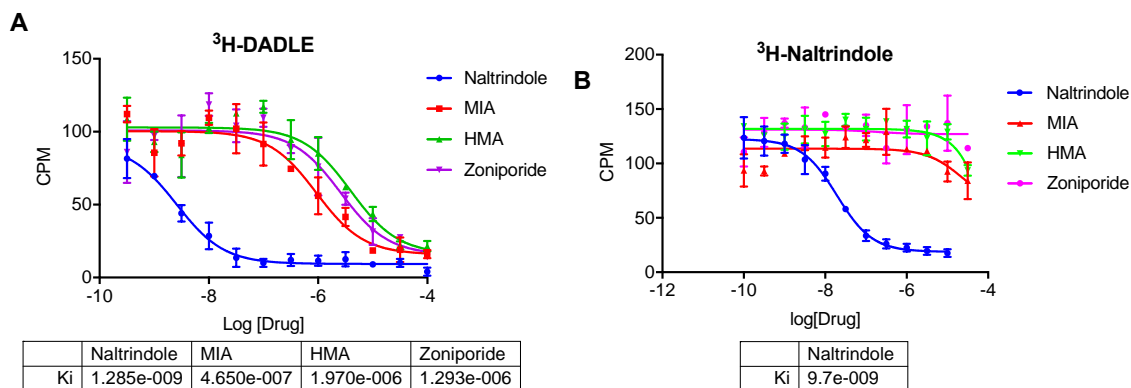 A
³H-DADLE
150
100
50
0
CPM
-10 -8 -6 -4
Log [Drug]
Naltrindole
MIA
HMA
Zoniporide
Naltrindole MIA HMA Zoniporide
Ki 1.285e-009 4.650e-007 1.970e-006 1.293e-006
B
³H-Naltrindole
200
150
100
50
0
CPM
-12 -10 -8 -6 -4
log[Drug]
Naltrindole
MIA
HMA
Zoniporide
Naltrindole
Ki 9.7e-009